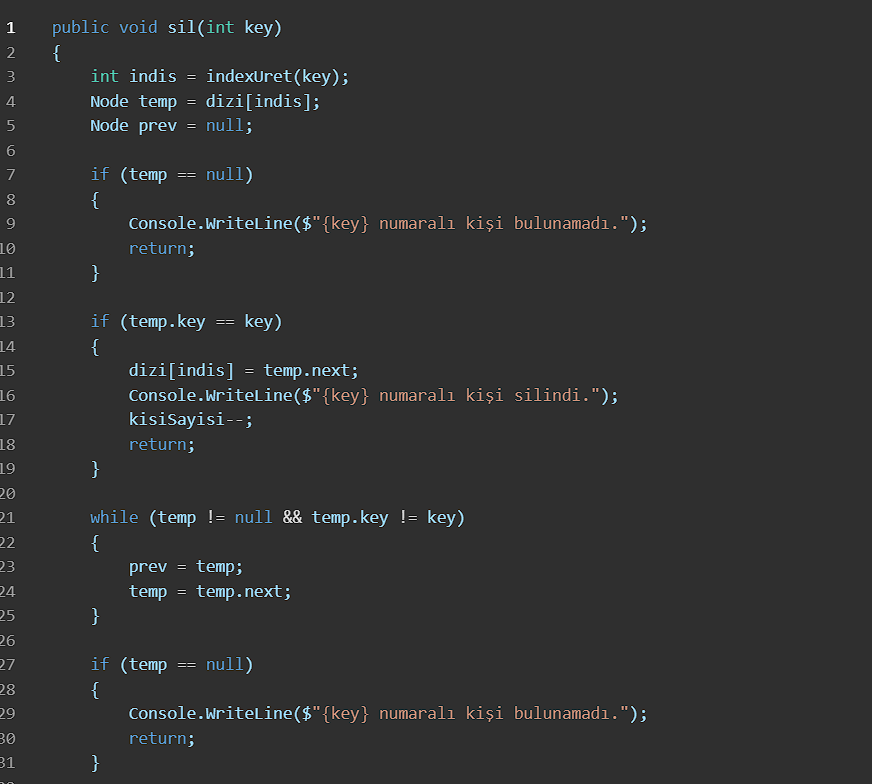 1 public void sil(int key)
2 {
3 int indis = indexUret(key);
4 Node temp = dizi[indis];
5 Node prev = null;
6
7 if (temp == null)
8 {
9 Console.WriteLine($"{key} numaralı kişi bulunamadı.");
10 return;
11 }
12
13 if (temp.key == key)
14 {
15 dizi[indis] = temp.next;
16 Console.WriteLine($"{key} numaralı kişi silindi.");
17 kisiSayisi--;
18 return;
19 }
20
21 while (temp != null && temp.key != key)
22 {
23 prev = temp;
24 temp = temp.next;
25 }
26
27 if (temp == null)
28 {
29 Console.WriteLine($"{key} numaralı kişi bulunamadı.");
30 return;
31 }